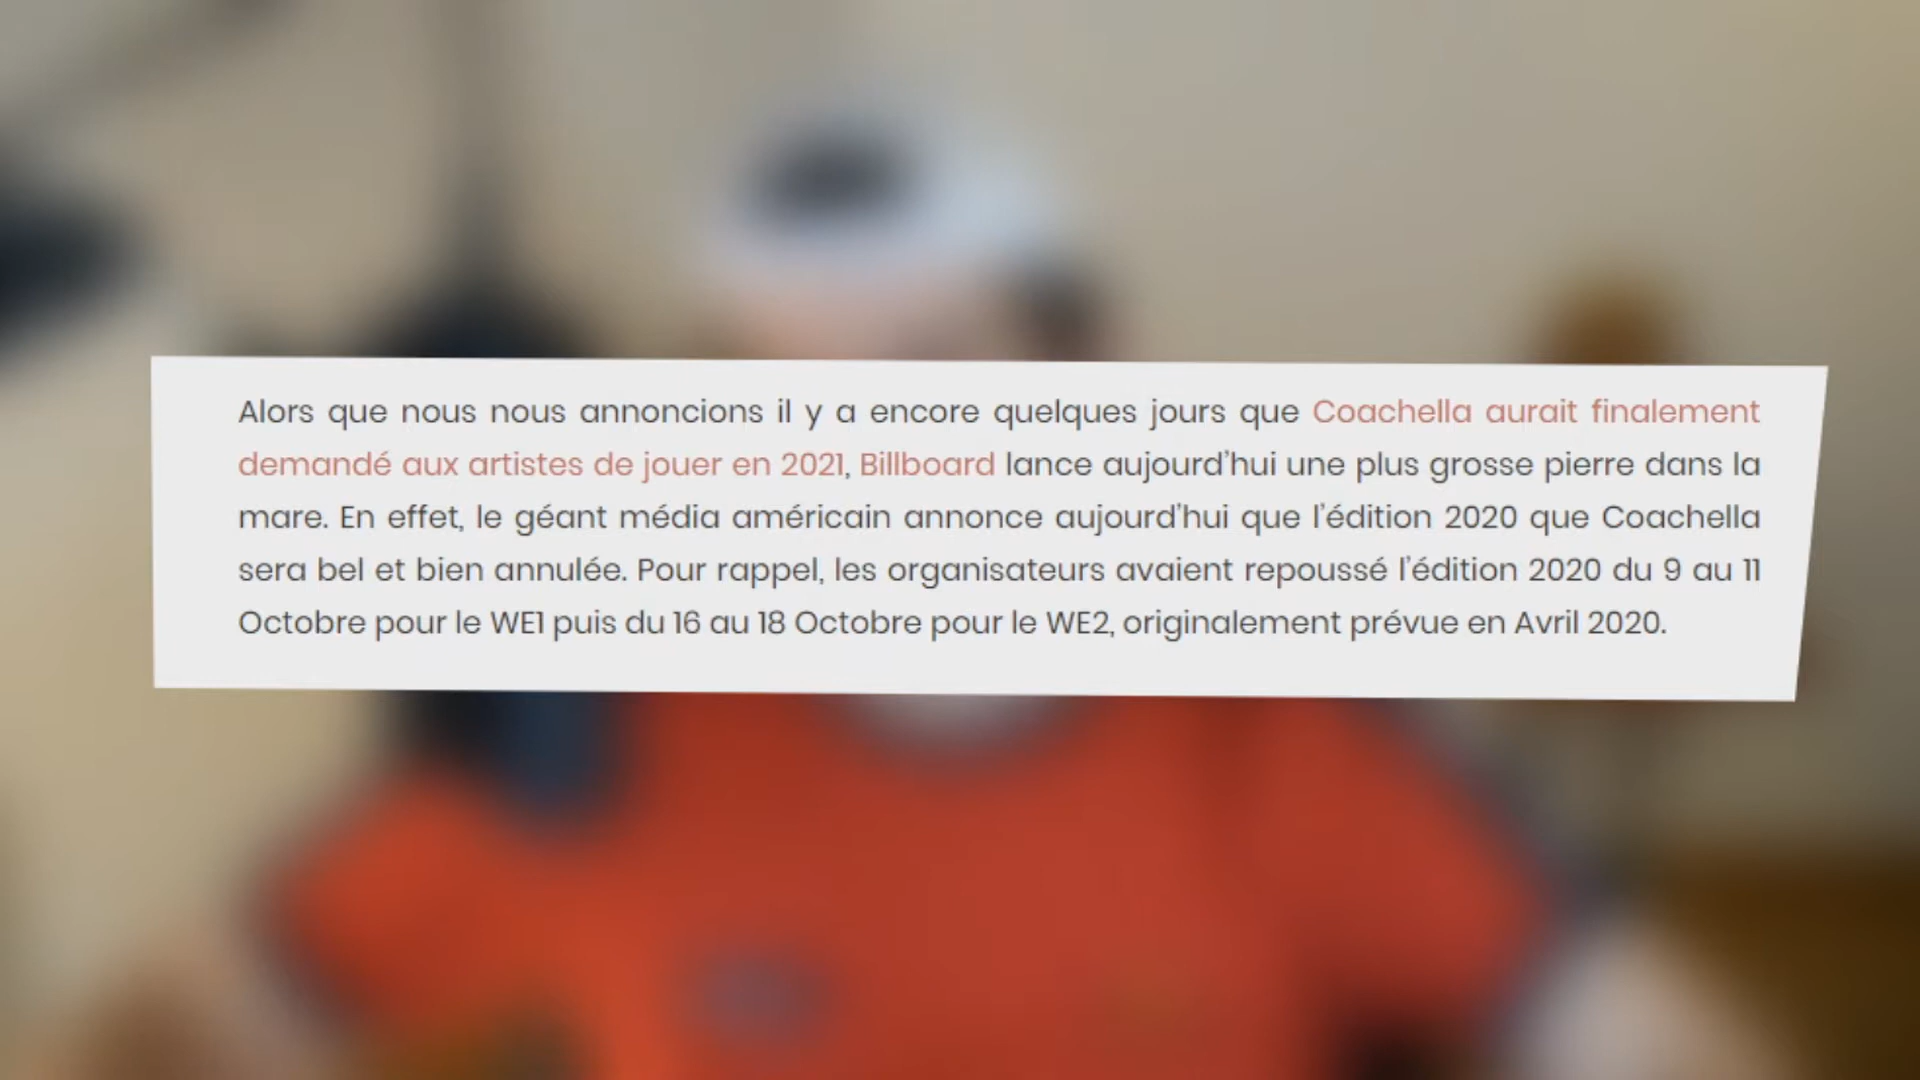 Alors que nous nous annoncions il y a encore quelques jours que Coachella aurait finalement
demandé aux artistes de jouer en 2021, Billboard lance aujourd'hui une plus grosse pierre dans la
mare. En effet, le géant média américain annonce aujourd'hui que l'édition 2020 que Coachella
sera bel et bien annulée. Pour rappel, les organisateurs avaient repoussé l'édition 2020 du 9 au 11
Octobre pour le WE1 puis du 16 au 18 Octobre pour le WE2, originalement prévue en Avril 2020.